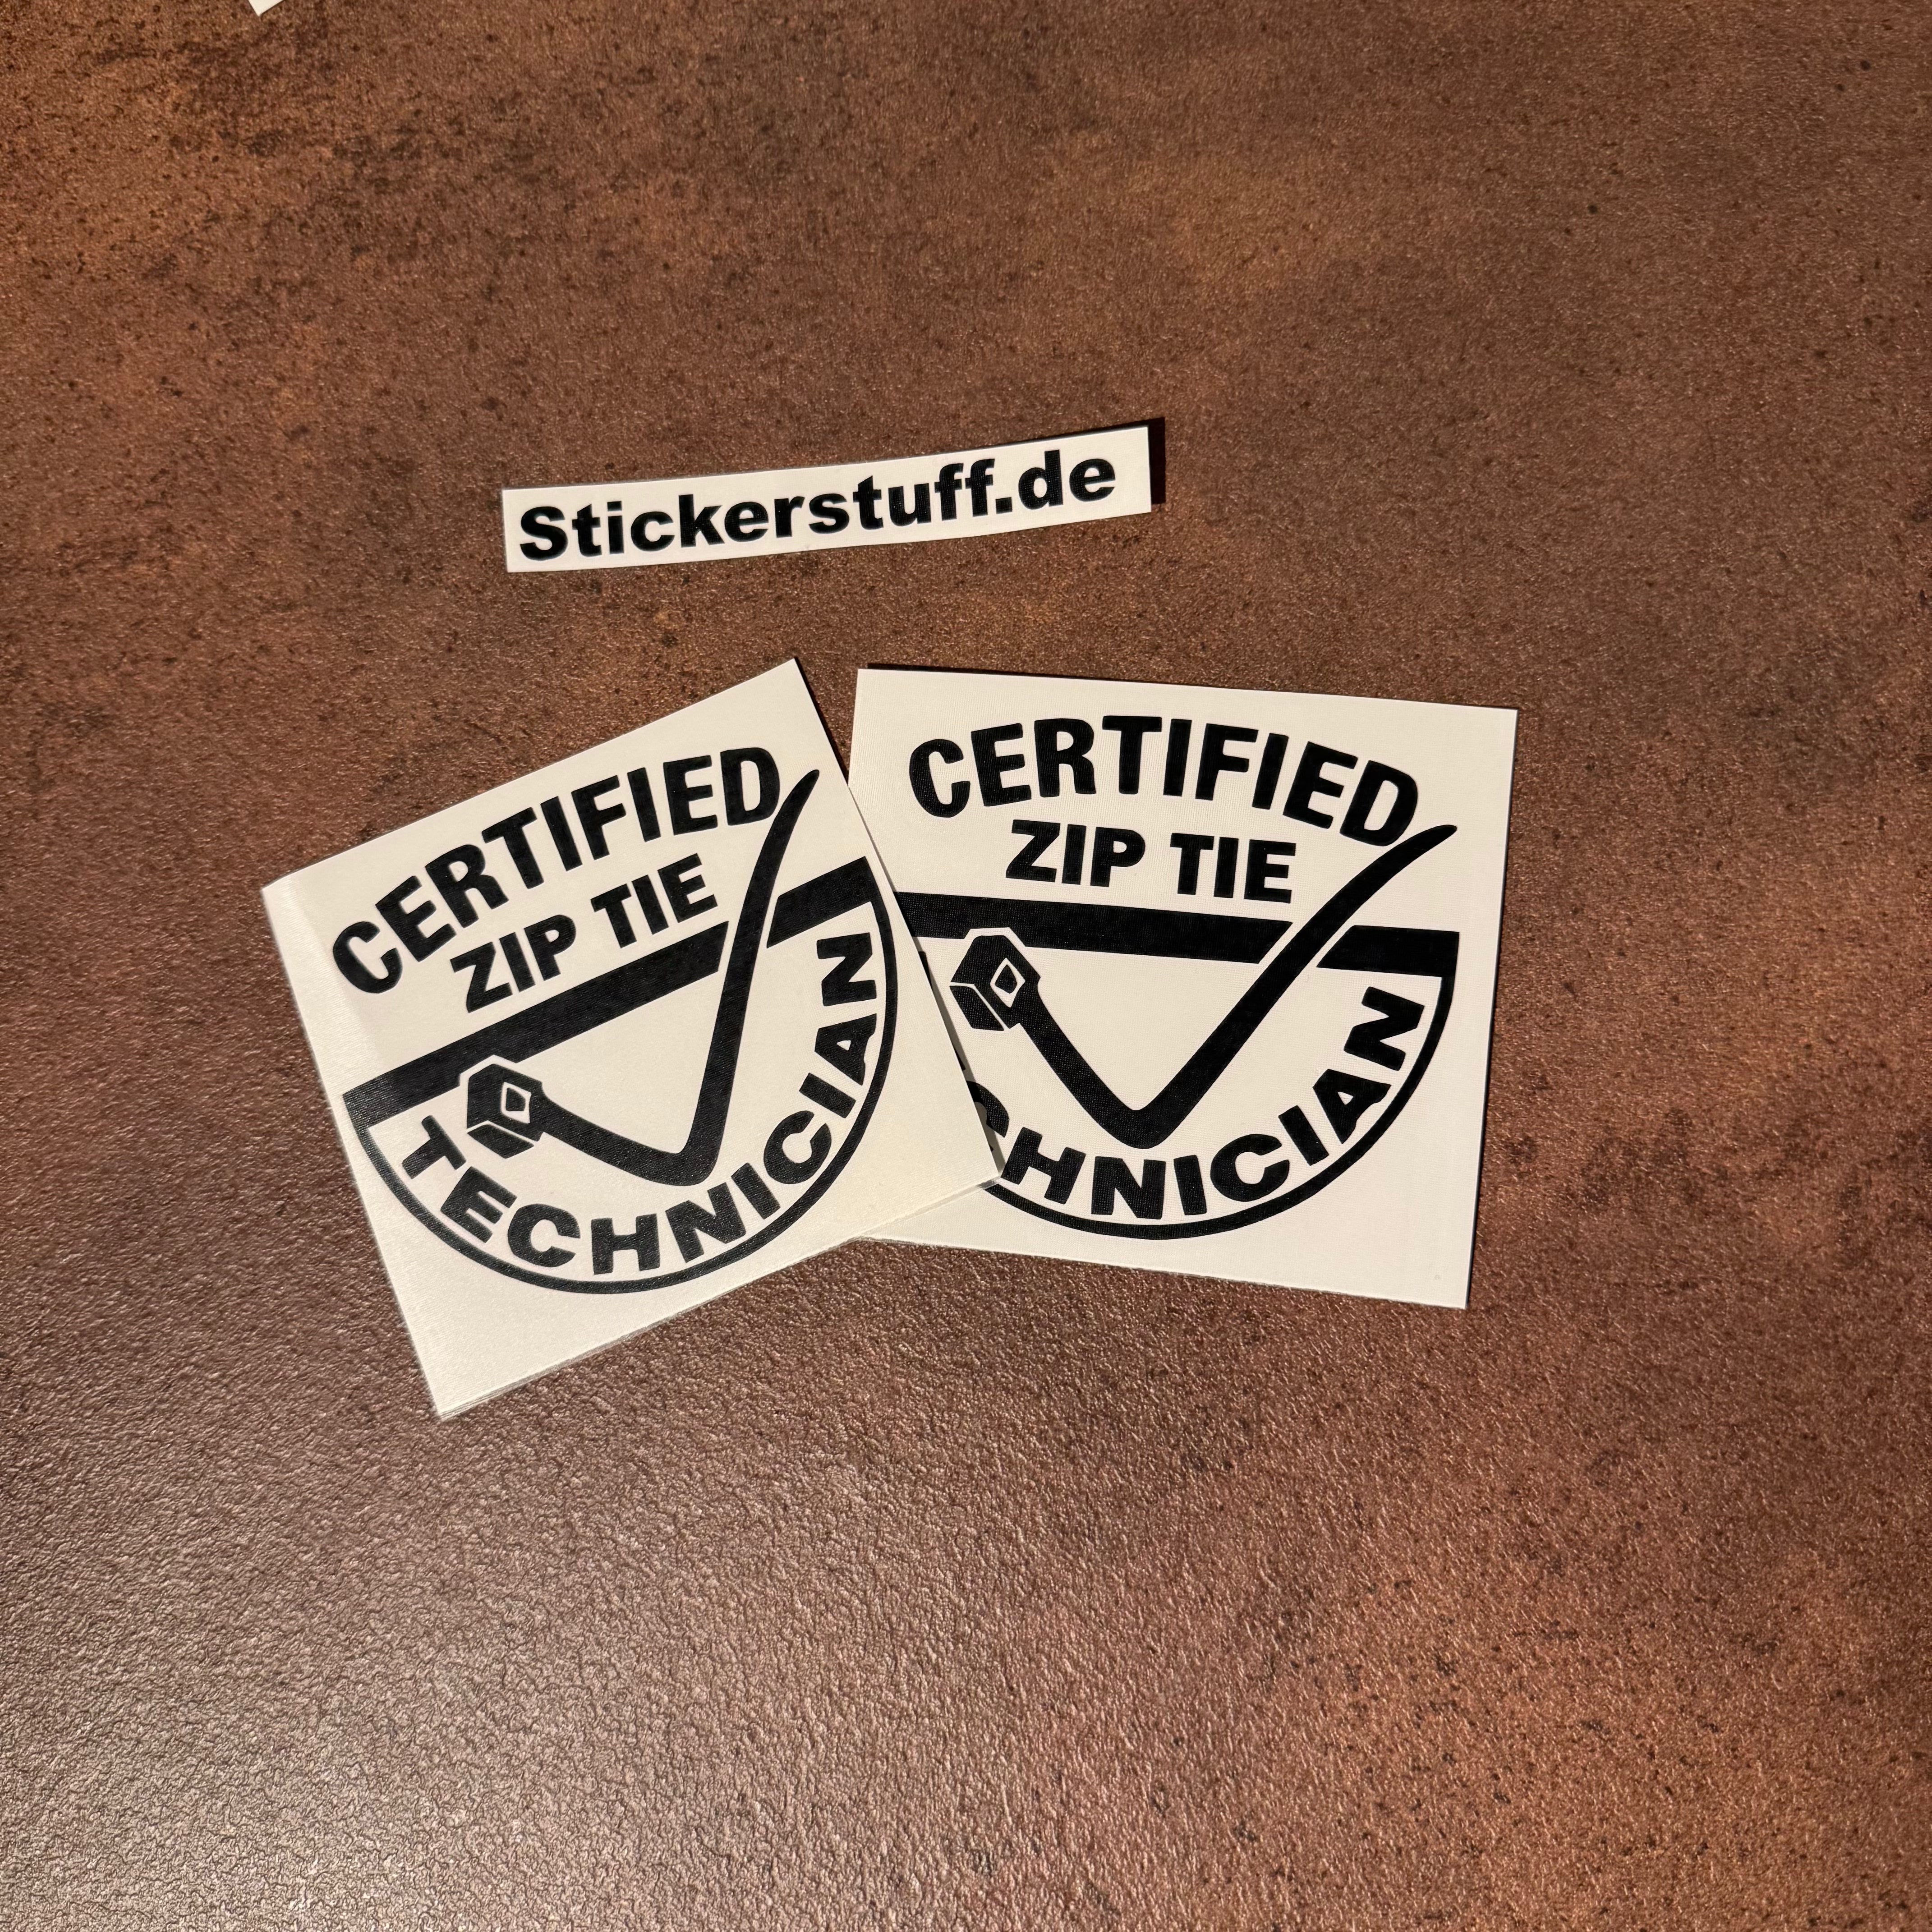 Stickerstuff.de
CERTIFIED
ZIP TIE
TECHNICIAN
CERTIFIED
ZIP TIE
CHNICIAN